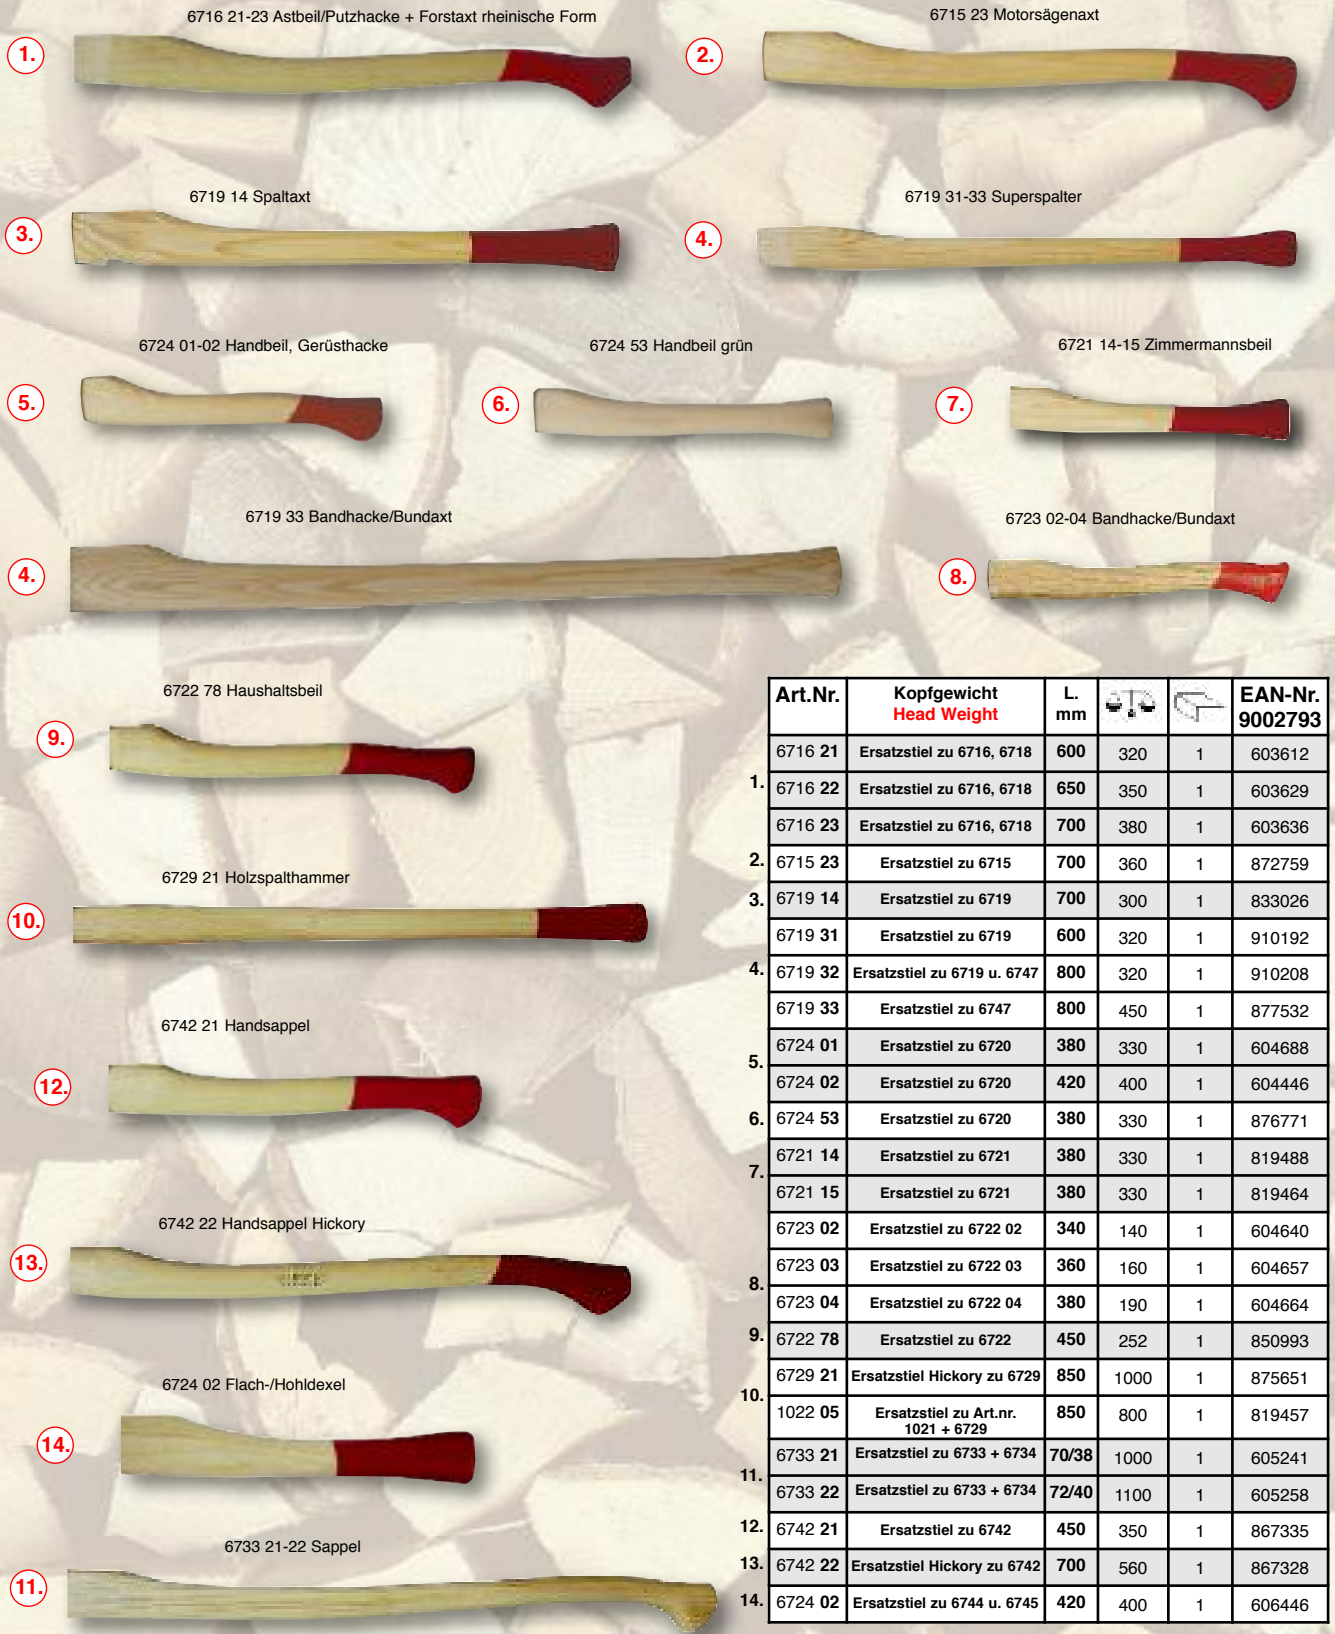 6716 21-23 Astbeil/Putzhacke + Forstaxt rheinische Form
1.
6715 23 Motorsägenaxt
2.
6719 14 Spaltaxt
3.
6719 31-33 Superspalter
4.
6724 01-02 Handbeil, Gerüsthacke
5.
6724 53 Handbeil grün
6.
6721 14-15 Zimmermannsbeil
7.
6719 33 Bandhacke/Bundaxt
4.
6723 02-04 Bandhacke/Bundaxt
8.
6722 78 Haushaltsbeil
9.
6729 21 Holzspalthammer
10.
6742 21 Handsappel
12.
6742 22 Handsappel Hickory
13.
6724 02 Flach-/Hohldexel
14.
6733 21-22 Sappel
11.
Art.Nr. Kopfgewicht L. EAN-Nr.
Head Weight mm 9002793
6716 21 Ersatzstiel zu 6716, 6718 600 320 1 603612
1. 6716 22 Ersatzstiel zu 6716, 6718 650 350 1 603629
6716 23 Ersatzstiel zu 6716, 6718 700 380 1 603636
2. 6715 23 Ersatzstiel zu 6715 700 360 1 872759
3. 6719 14 Ersatzstiel zu 6719 700 300 1 833026
6719 31 Ersatzstiel zu 6719 600 320 1 910192
4. 6719 32 Ersatzstiel zu 6719 u. 6747 800 320 1 910208
6719 33 Ersatzstiel zu 6747 800 450 1 877532
5. 6724 01 Ersatzstiel zu 6720 380 330 1 604688
6724 02 Ersatzstiel zu 6720 420 400 1 604446
6. 6724 53 Ersatzstiel zu 6720 380 330 1 876771
7. 6721 14 Ersatzstiel zu 6721 380 330 1 819488
6721 15 Ersatzstiel zu 6721 380 330 1 819464
6723 02 Ersatzstiel zu 6722 02 340 140 1 604640
8. 6723 03 Ersatzstiel zu 6722 03 360 160 1 604657
6723 04 Ersatzstiel zu 6722 04 380 190 1 604664
9. 6722 78 Ersatzstiel zu 6722 450 252 1 850993
10. 6729 21 Ersatzstiel Hickory zu 6729 850 1000 1 875651
1022 05 Ersatzstiel zu Art.nr. 850 800 1 819457
1021 + 6729
11. 6733 21 Ersatzstiel zu 6733 + 6734 70/38 1000 1 605241
6733 22 Ersatzstiel zu 6733 + 6734 72/40 1100 1 605258
12. 6742 21 Ersatzstiel zu 6742 450 350 1 867335
13. 6742 22 Ersatzstiel Hickory zu 6742 700 560 1 867328
14. 6724 02 Ersatzstiel zu 6744 u. 6745 420 400 1 606446